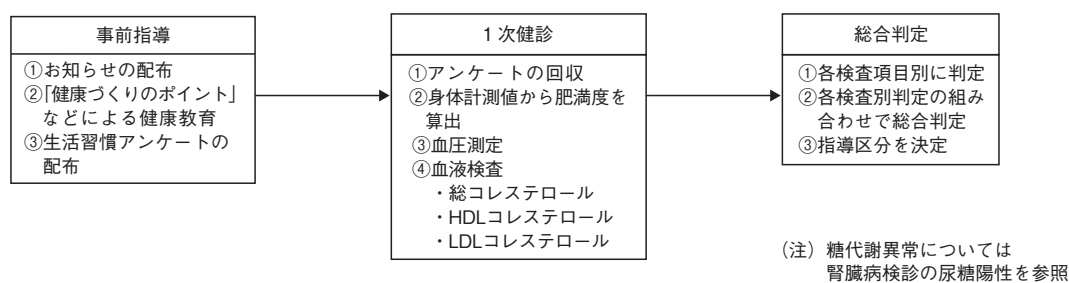 事前指導
①お知らせの配布
②「健康づくりのポイント」
などによる健康教育
③生活習慣アンケートの
配布
1次健診
①アンケートの回収
②身体計測値から肥満度を
算出
③血圧測定
④血液検査
・総コレステロール
・HDLコレステロール
・LDLコレステロール
総合判定
①各検査項目別に判定
②各検査別判定の組み
合わせで総合判定
③指導区分を決定
(注) 糖代謝異常については
腎臓病検診の尿糖陽性を参照